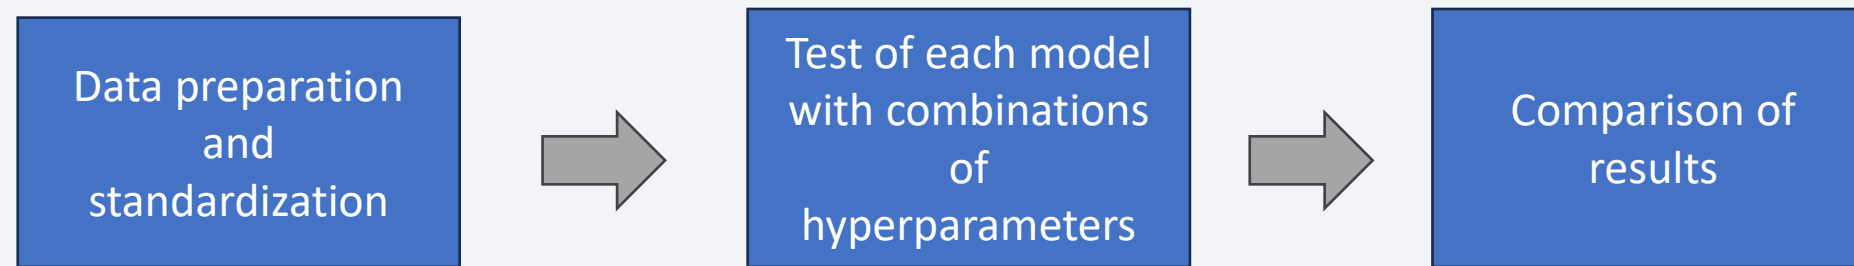 Data preparation
and
standardization
Test of each model
with combinations
of
hyperparameters
Comparison of
results